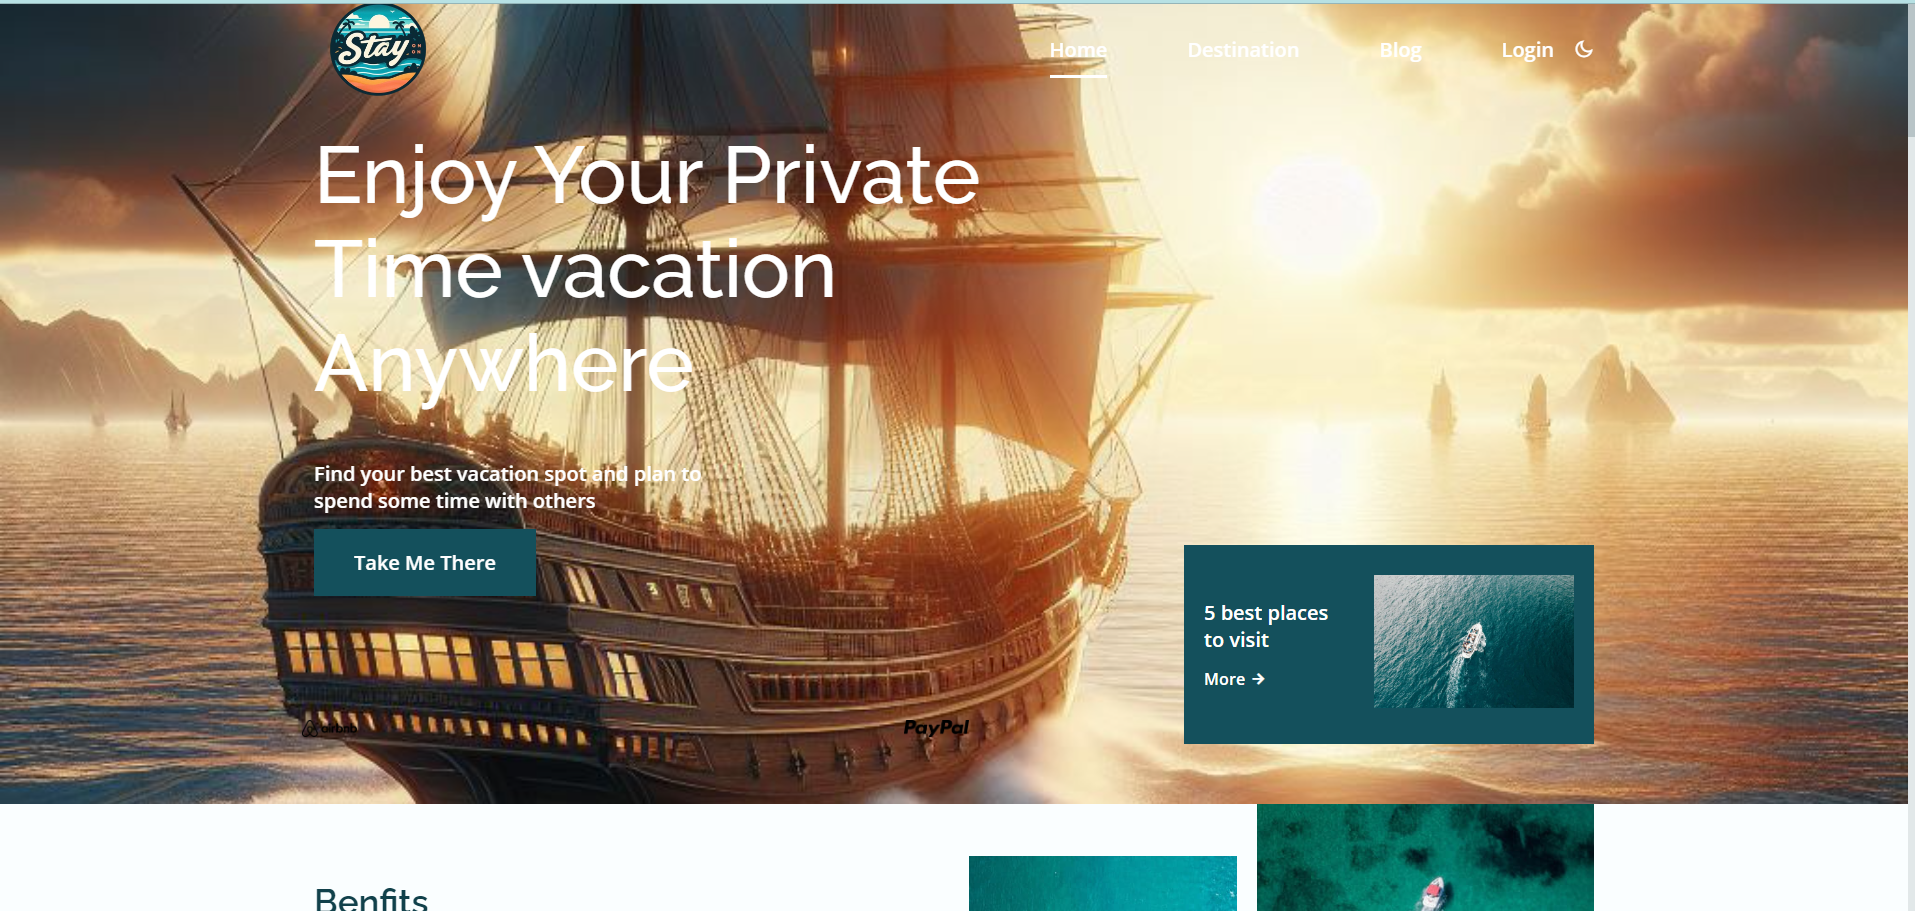 Stay
Home
Destination
Blog
Login
Enjoy Your Private
Time vacation
Anywhere
Find your best vacation spot and plan to
spend some time with others
Take Me There
5 best places
to visit
More →
airbnb
PayPal
Benfits